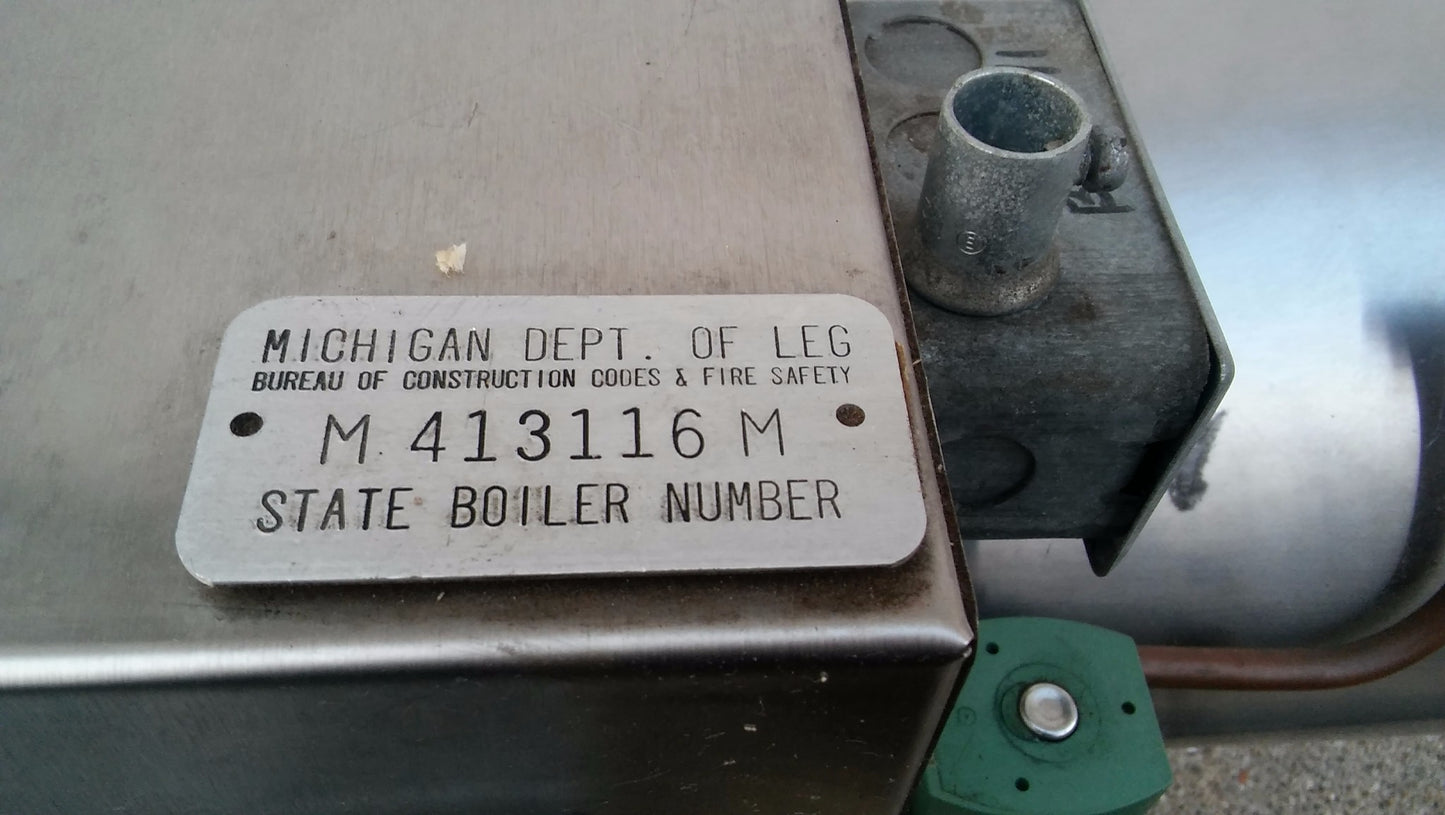 MICHIGAN DEPT. OF LEG
BUREAU OF CONSTRUCTION CODES & FIRE SAFETY
M 413116 M
STATE BOILER NUMBER